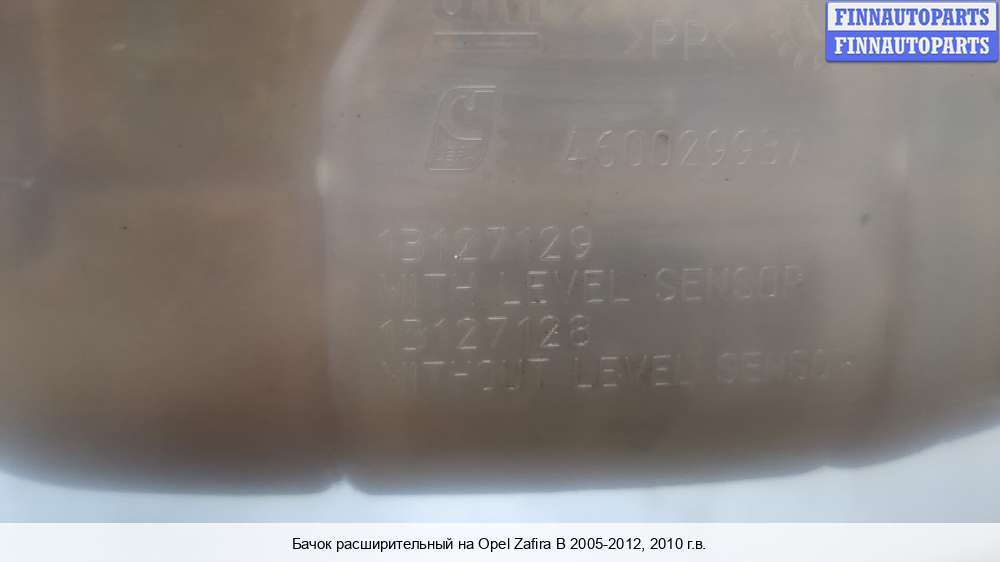 FINNAUTOPARTS
FINNAUTOPARTS
>PP<
460029937
13127129
WITH LEVEL SENSOR
13127128
WITHOUT LEVEL SENSOR
Бачок расширительный на Opel Zafira B 2005-2012, 2010 г.в.